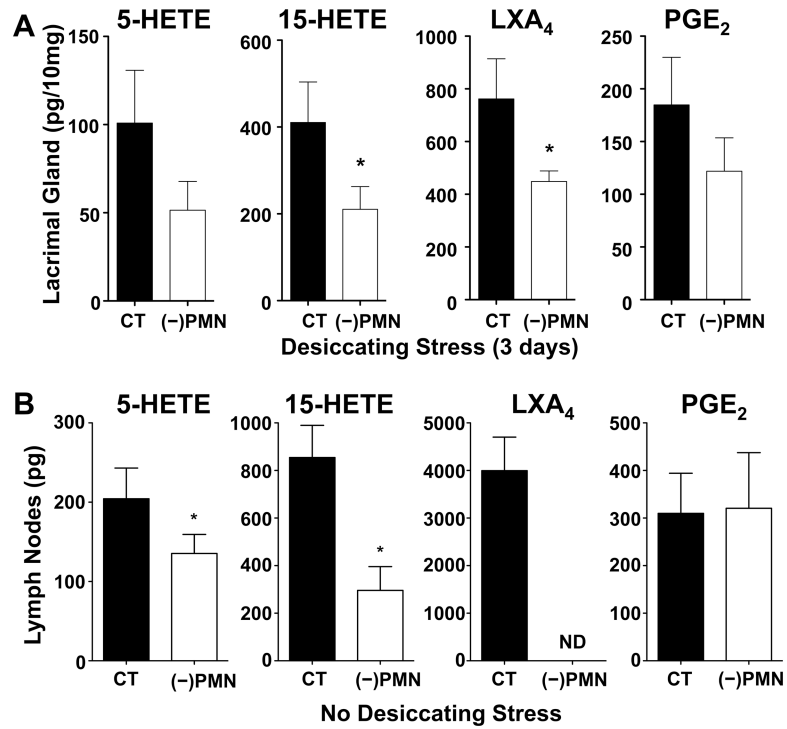 A
5-HETE 15-HETE LXA4 PGE2
Lacrimal Gland (pg/10mg)
150 100 50 0
600 400 200 0
1000 800 600 400 200 0
250 200 150 100 50 0
* *
CT (−)PMN CT (−)PMN CT (−)PMN CT (−)PMN
Desiccating Stress (3 days)
B
5-HETE 15-HETE LXA4 PGE2
Lymph Nodes (pg)
300 200 100 0
1000 800 600 400 200 0
5000 4000 3000 2000 1000 0
500 400 300 200 100 0
* * ND
CT (−)PMN CT (−)PMN CT (−)PMN CT (−)PMN
No Desiccating Stress